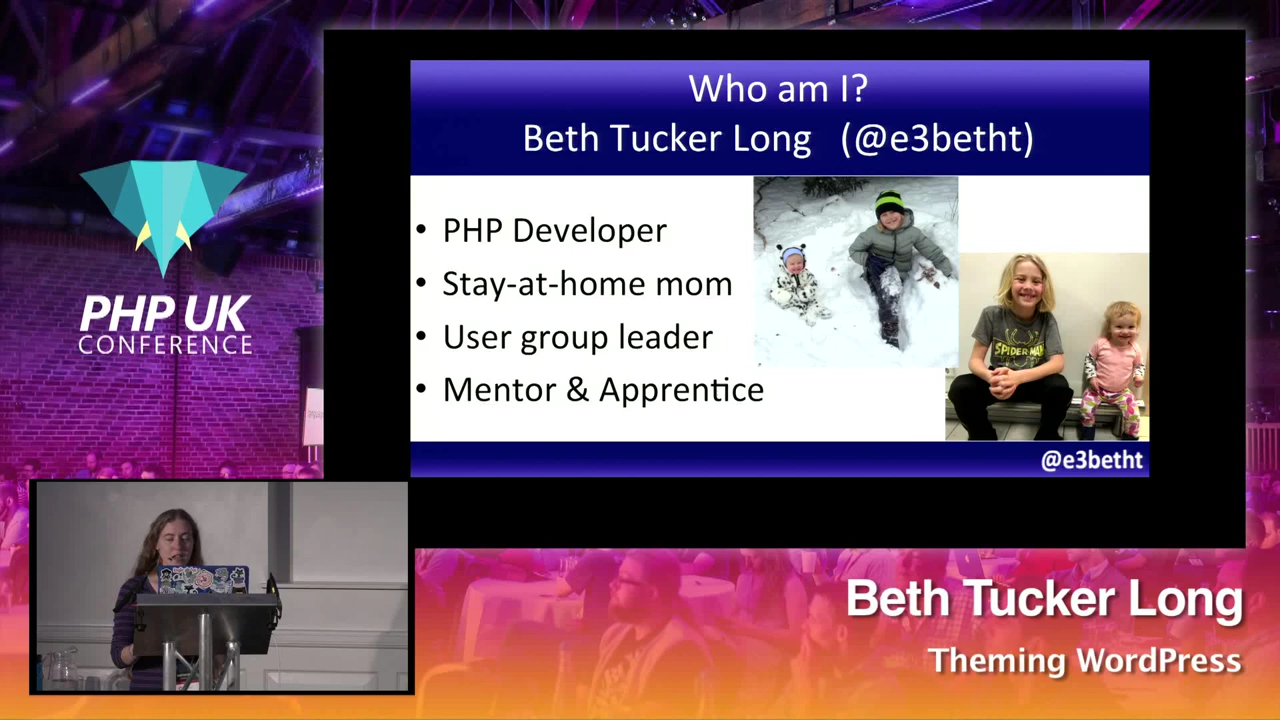 Who am I?
Beth Tucker Long (@e3betht)
• PHP Developer
• Stay-at-home mom
• User group leader
• Mentor & Apprentice
SPIDER-MAN
@e3betht
PHP UK
CONFERENCE
Beth Tucker Long
Theming WordPress